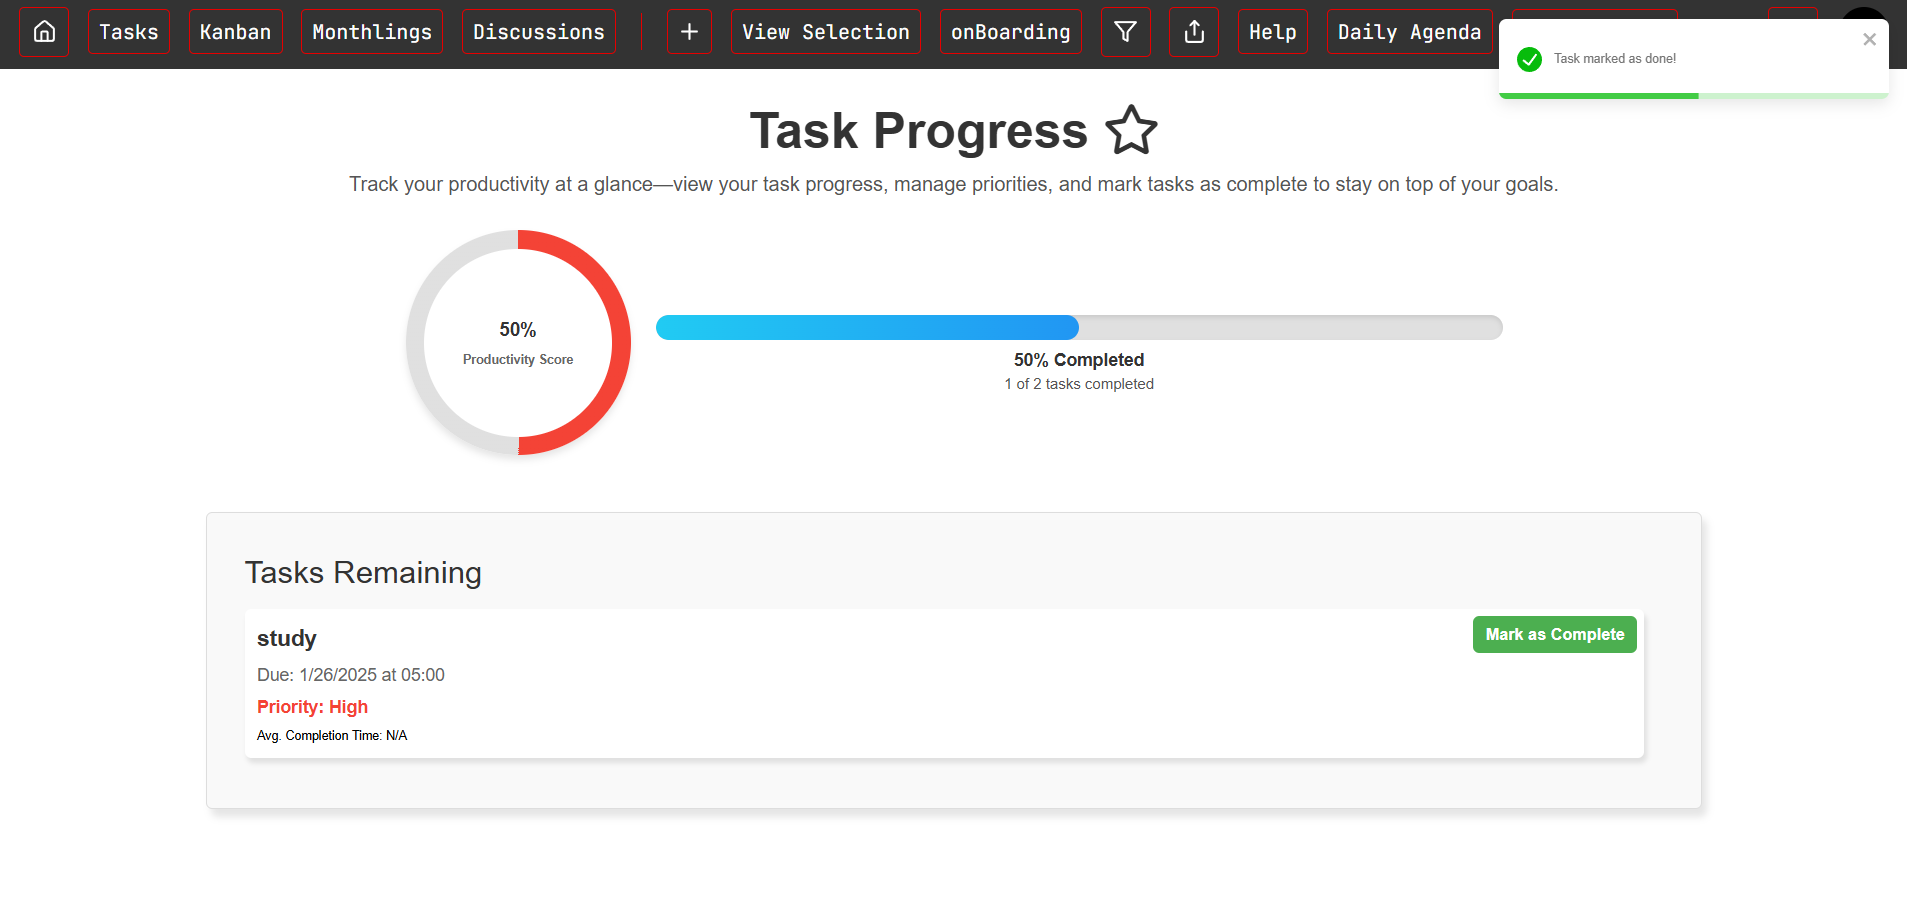 Tasks Kanban Monthlings Discussions + View Selection onBoarding Help Daily Agenda
Task marked as done!
Task Progress
Track your productivity at a glance—view your task progress, manage priorities, and mark tasks as complete to stay on top of your goals.
50%
Productivity Score
50% Completed
1 of 2 tasks completed
Tasks Remaining
study
Mark as Complete
Due: 1/26/2025 at 05:00
Priority: High
Avg. Completion Time: N/A